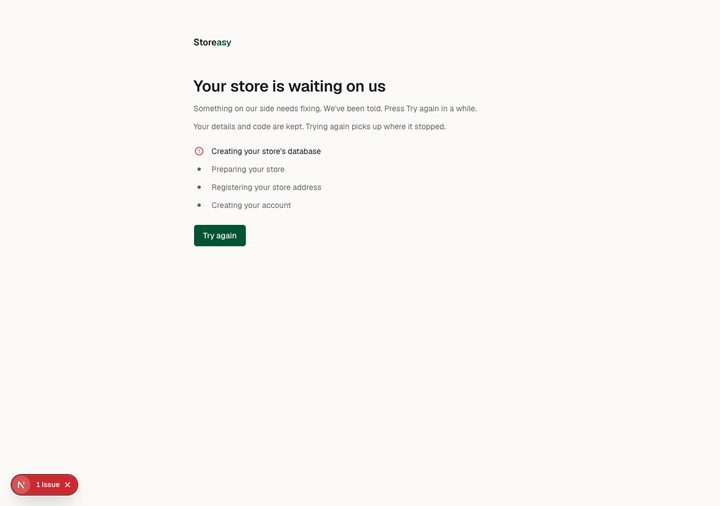 Storeasy
Your store is waiting on us
Something on our side needs fixing. We've been told. Press Try again in a while.
Your details and code are kept. Trying again picks up where it stopped.
Creating your store's database
Preparing your store
Registering your store address
Creating your account
Try again
N 1 Issue